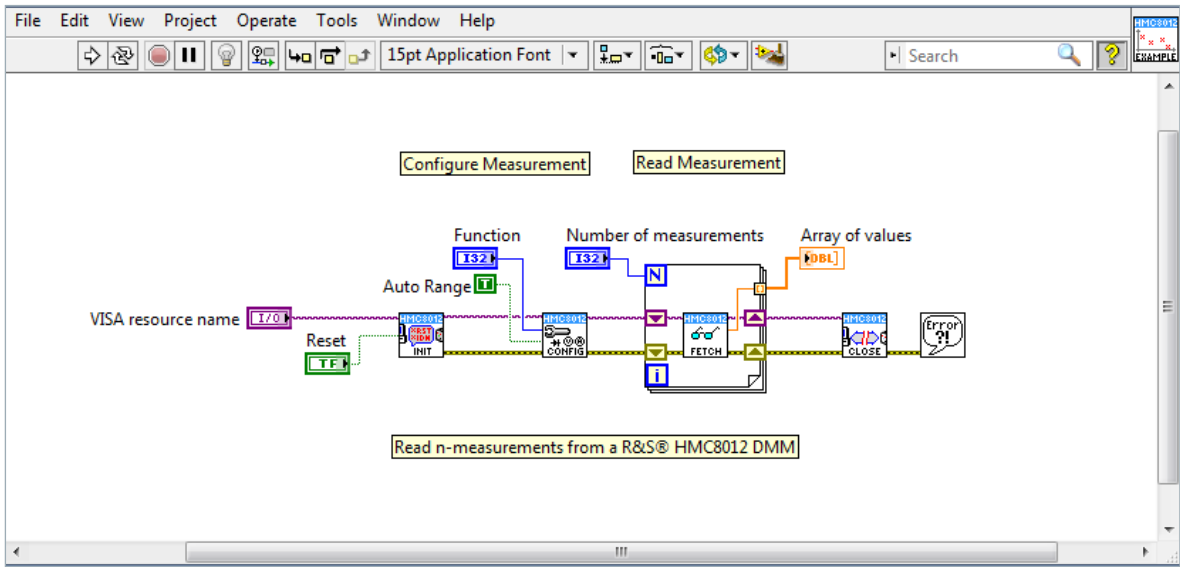 File Edit View Project Operate Tools Window Help
15pt Application Font
Search
HMC8012
EXAMPLE
Configure Measurement
Read Measurement
Function
Number of measurements
Array of values
I32
I32
DBL
N
Auto Range
T
VISA resource name
I/O
HMC8012
INIT
HMC8012
CONFIG
HMC8012
FETCH
HMC8012
CLOSE
Error
?!
Reset
TF
i
Read n-measurements from a R&S® HMC8012 DMM